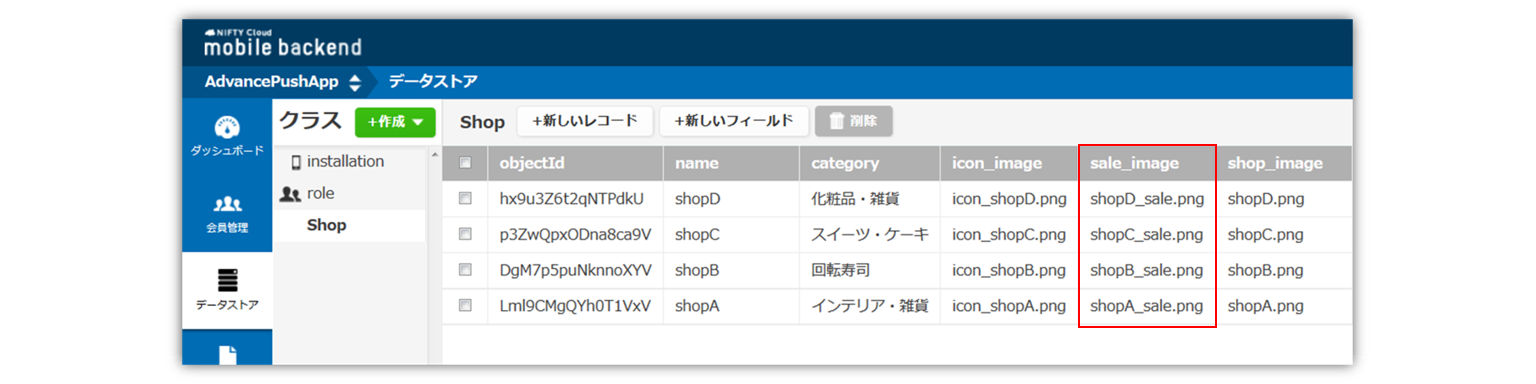 NIFTY Cloud
mobile backend
AdvancePushApp データストア
ダッシュボード
会員管理
データストア
クラス +作成
installation
role
Shop
Shop +新しいレコード +新しいフィールド 削除
objectId name category icon_image sale_image shop_image
hx9u3Z6t2qNTPdkU shopD 化粧品・雑貨 icon_shopD.png shopD_sale.png shopD.png
p3ZwQpxODna8ca9V shopC スイーツ・ケーキ icon_shopC.png shopC_sale.png shopC.png
DgM7p5puNknnoXYV shopB 回転寿司 icon_shopB.png shopB_sale.png shopB.png
Lml9CMgQYh0T1VxV shopA インテリア・雑貨 icon_shopA.png shopA_sale.png shopA.png